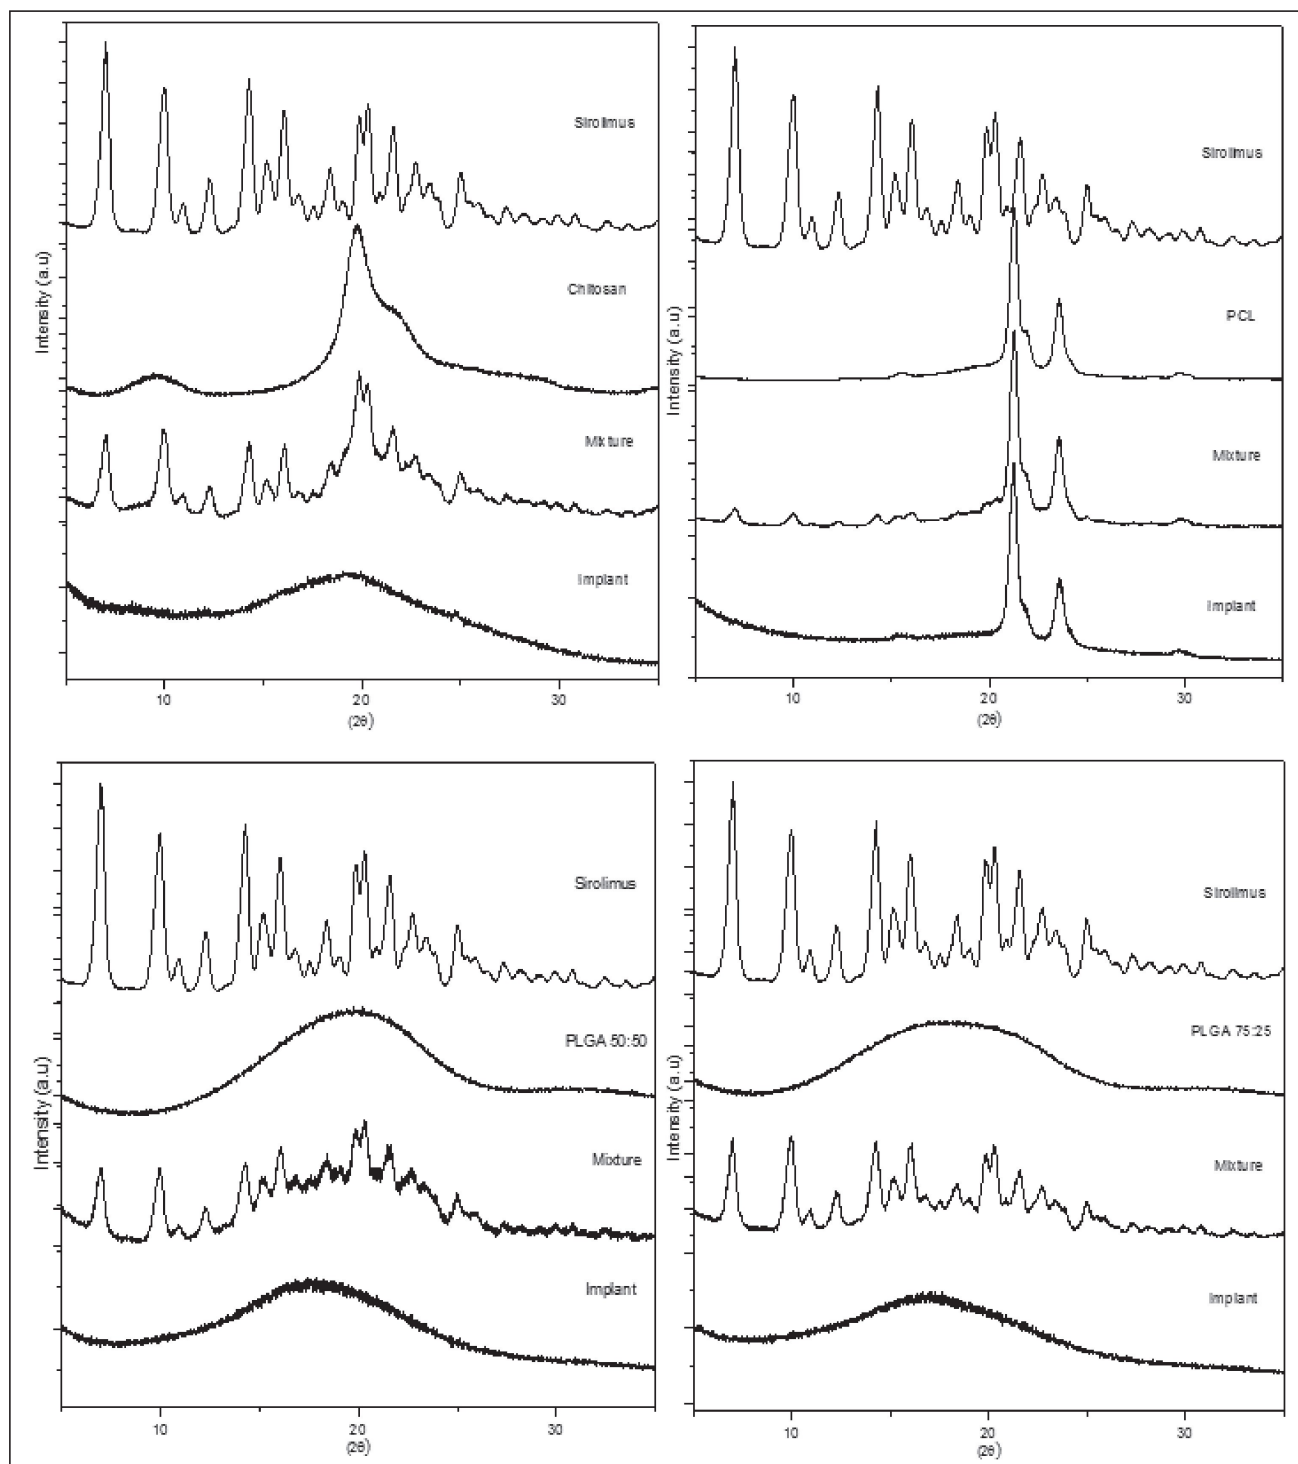 Intensity (a.u)
Sirolimus
Chitosan
Mixture
Implant
10 20 30
(2θ)
Intensity (a.u)
Sirolimus
PCL
Mixture
Implant
10 20 30
(2θ)
Intensity (a.u)
Sirolimus
PLGA 50:50
Mixture
Implant
10 20 30
(2θ)
Intensity (a.u)
Sirolimus
PLGA 75:25
Mixture
Implant
10 20 30
(2θ)